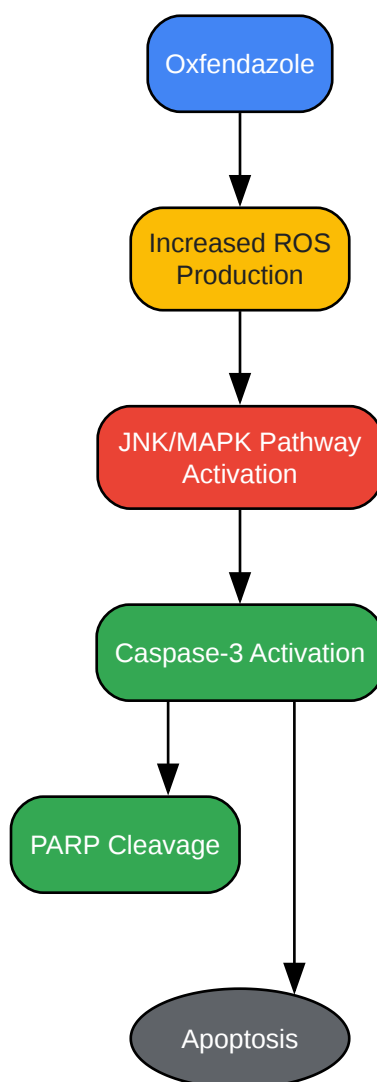 Oxfendazole
Increased ROS
Production
JNK/MAPK Pathway
Activation
Caspase-3 Activation
PARP Cleavage
Apoptosis